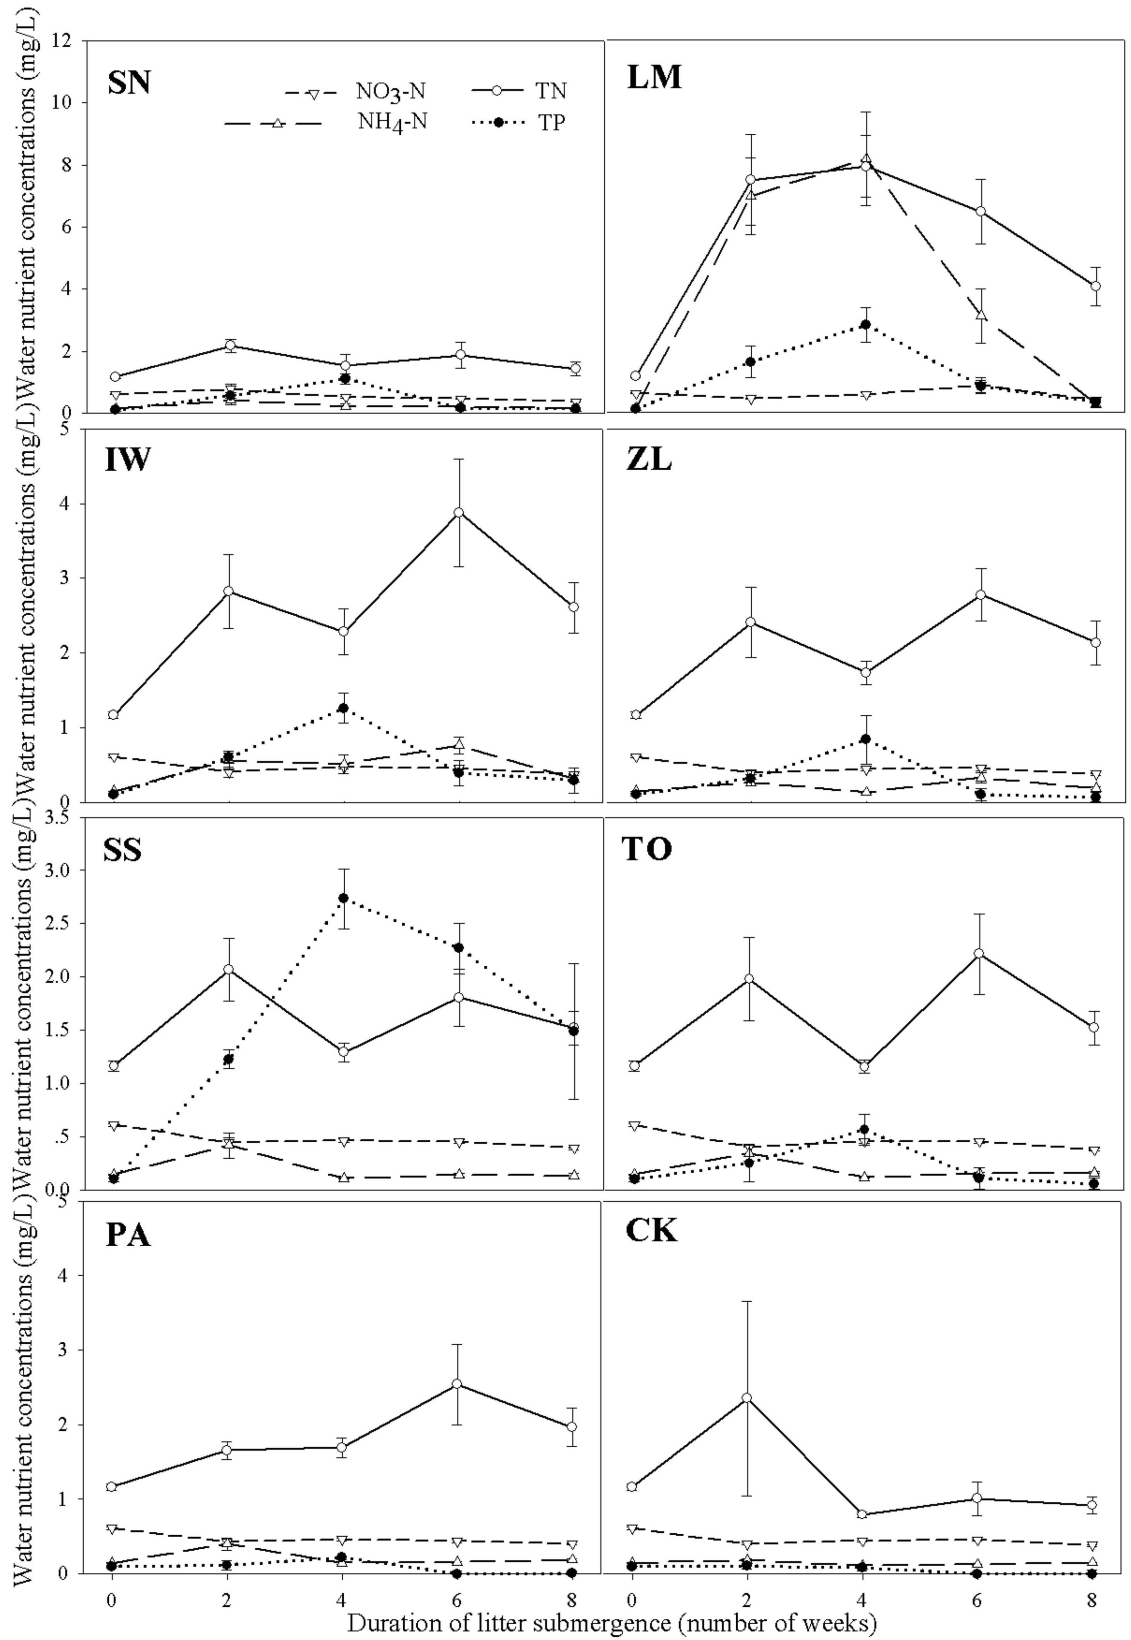 Water nutrient concentrations (mg/L)
12
10
8
6
4
2
0
SN
NO3-N
TN
NH4-N
TP
LM
Water nutrient concentrations (mg/L)
5
4
3
2
1
0
IW
ZL
Water nutrient concentrations (mg/L)
3.5
3.0
2.5
2.0
1.5
1.0
.5
0.0
SS
TO
Water nutrient concentrations (mg/L)
5
4
3
2
1
0
PA
CK
0 2 4 6 8 0 2 4 6 8
Duration of litter submergence (number of weeks)